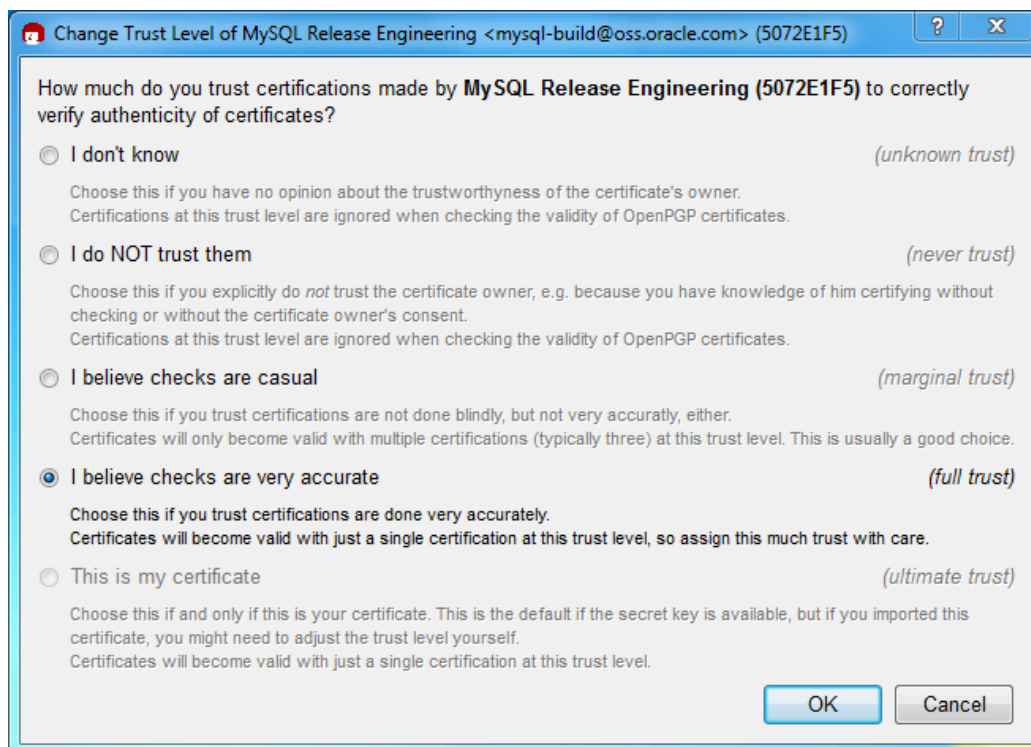 Change Trust Level of MySQL Release Engineering <mysql-build@oss.oracle.com> (5072E1F5)
How much do you trust certifications made by MySQL Release Engineering (5072E1F5) to correctly
verify authenticity of certificates?
I don't know (unknown trust)
Choose this if you have no opinion about the trustworthyness of the certificate's owner.
Certifications at this trust level are ignored when checking the validity of OpenPGP certificates.
I do NOT trust them (never trust)
Choose this if you explicitly do not trust the certificate owner, e.g. because you have knowledge of him certifying without
checking or without the certificate owner's consent.
Certifications at this trust level are ignored when checking the validity of OpenPGP certificates.
I believe checks are casual (marginal trust)
Choose this if you trust certifications are not done blindly, but not very accuratly, either.
Certificates will only become valid with multiple certifications (typically three) at this trust level. This is usually a good choice.
I believe checks are very accurate (full trust)
Choose this if you trust certifications are done very accurately.
Certificates will become valid with just a single certification at this trust level, so assign this much trust with care.
This is my certificate (ultimate trust)
Choose this if and only if this is your certificate. This is the default if the secret key is available, but if you imported this
certificate, you might need to adjust the trust level yourself.
Certificates will become valid with just a single certification at this trust level.
OK Cancel